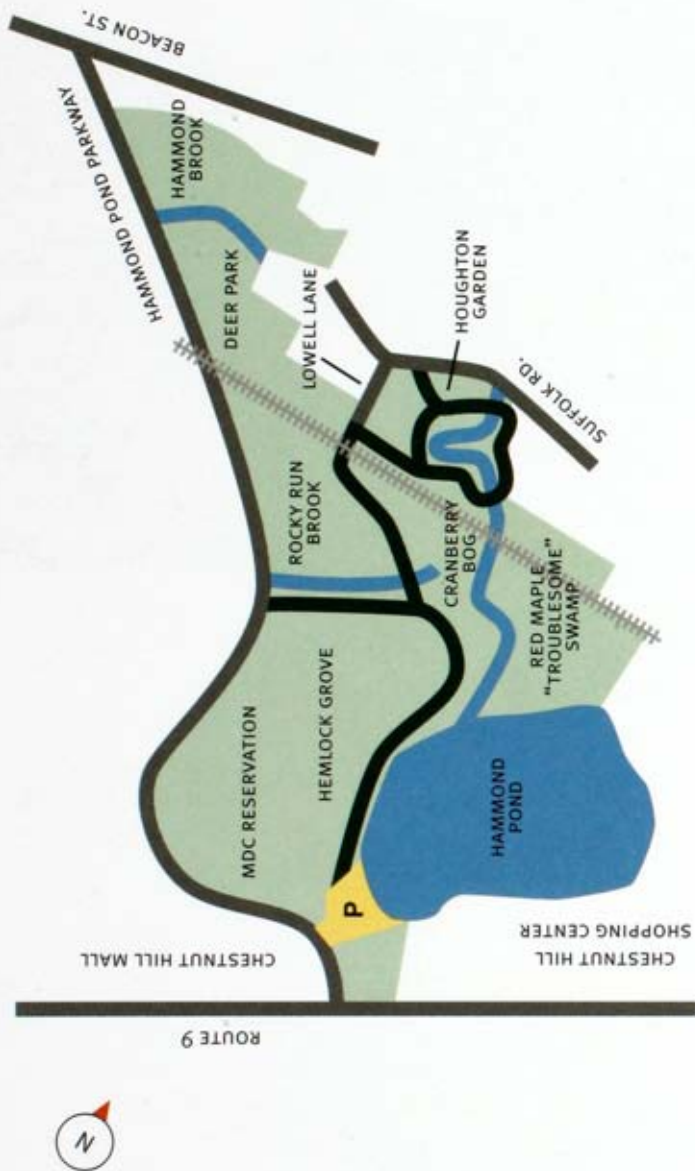 BEACON ST.
HAMMOND POND PARKWAY
HAMMOND
BROOK
DEER PARK
LOWELL LANE
HOUGHTON
GARDEN
SUFFOLK RD.
ROCKY RUN
BROOK
CRANBERRY
BOG
RED MAPLE
"TROUBLESOME"
SWAMP
MDC RESERVATION
HEMLOCK GROVE
HAMMOND
POND
P
CHESTNUT HILL MALL
CHESTNUT HILL
SHOPPING CENTER
ROUTE 9
N